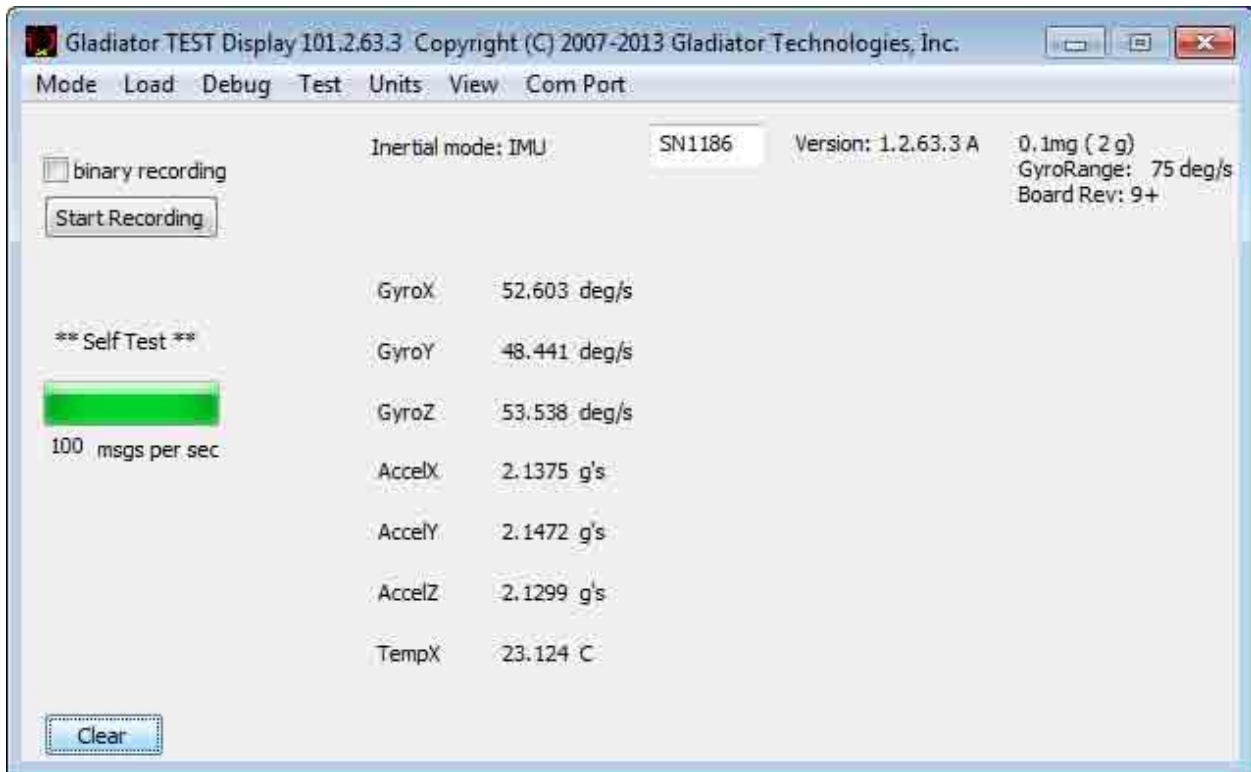 Gladiator TEST Display 101.2.63.3 Copyright (C) 2007-2013 Gladiator Technologies, Inc.
Mode Load Debug Test Units View Com Port
Inertial mode: IMU SN1186 Version: 1.2.63.3 A 0.1mg ( 2 g)
GyroRange: 75 deg/s
Board Rev: 9+
binary recording
Start Recording
GyroX 52.603 deg/s
** Self Test **
GyroY 48.441 deg/s
GyroZ 53.538 deg/s
100 msgs per sec
AccelX 2.1375 g's
AccelY 2.1472 g's
AccelZ 2.1299 g's
TempX 23.124 C
Clear